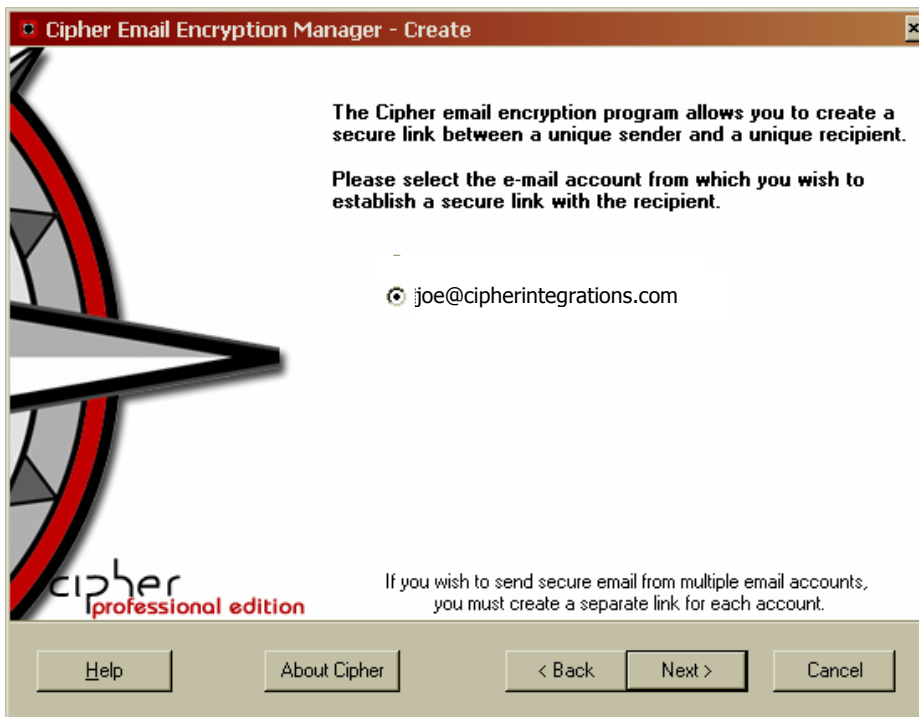 Cipher Email Encryption Manager - Create
The Cipher email encryption program allows you to create a
secure link between a unique sender and a unique recipient.
Please select the e-mail account from which you wish to
establish a secure link with the recipient.
joe@cipherintegrations.com
cipher
professional edition
If you wish to send secure email from multiple email accounts,
you must create a separate link for each account.
Help
About Cipher
< Back
Next >
Cancel